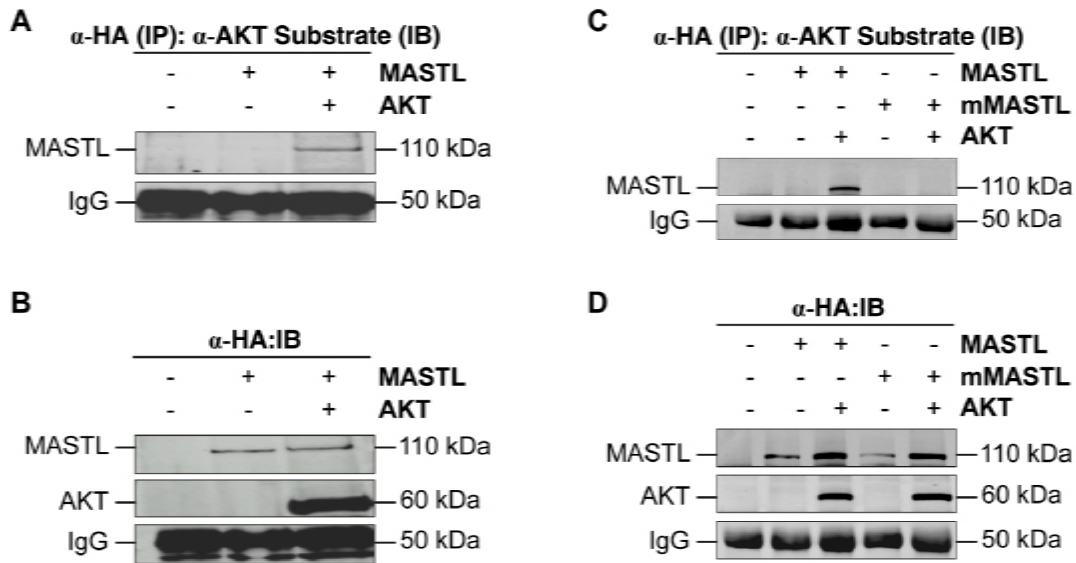 A
α-HA (IP): α-AKT Substrate (IB)
- + + MASTL
- - + AKT
MASTL 110 kDa
IgG 50 kDa
B
α-HA:IB
- + + MASTL
- - + AKT
MASTL 110 kDa
AKT 60 kDa
IgG 50 kDa
C
α-HA (IP): α-AKT Substrate (IB)
- + + - - MASTL
- - - + + mMASTL
- - + - + AKT
MASTL 110 kDa
IgG 50 kDa
D
α-HA:IB
- + + - - MASTL
- - - + + mMASTL
- - + - + AKT
MASTL 110 kDa
AKT 60 kDa
IgG 50 kDa